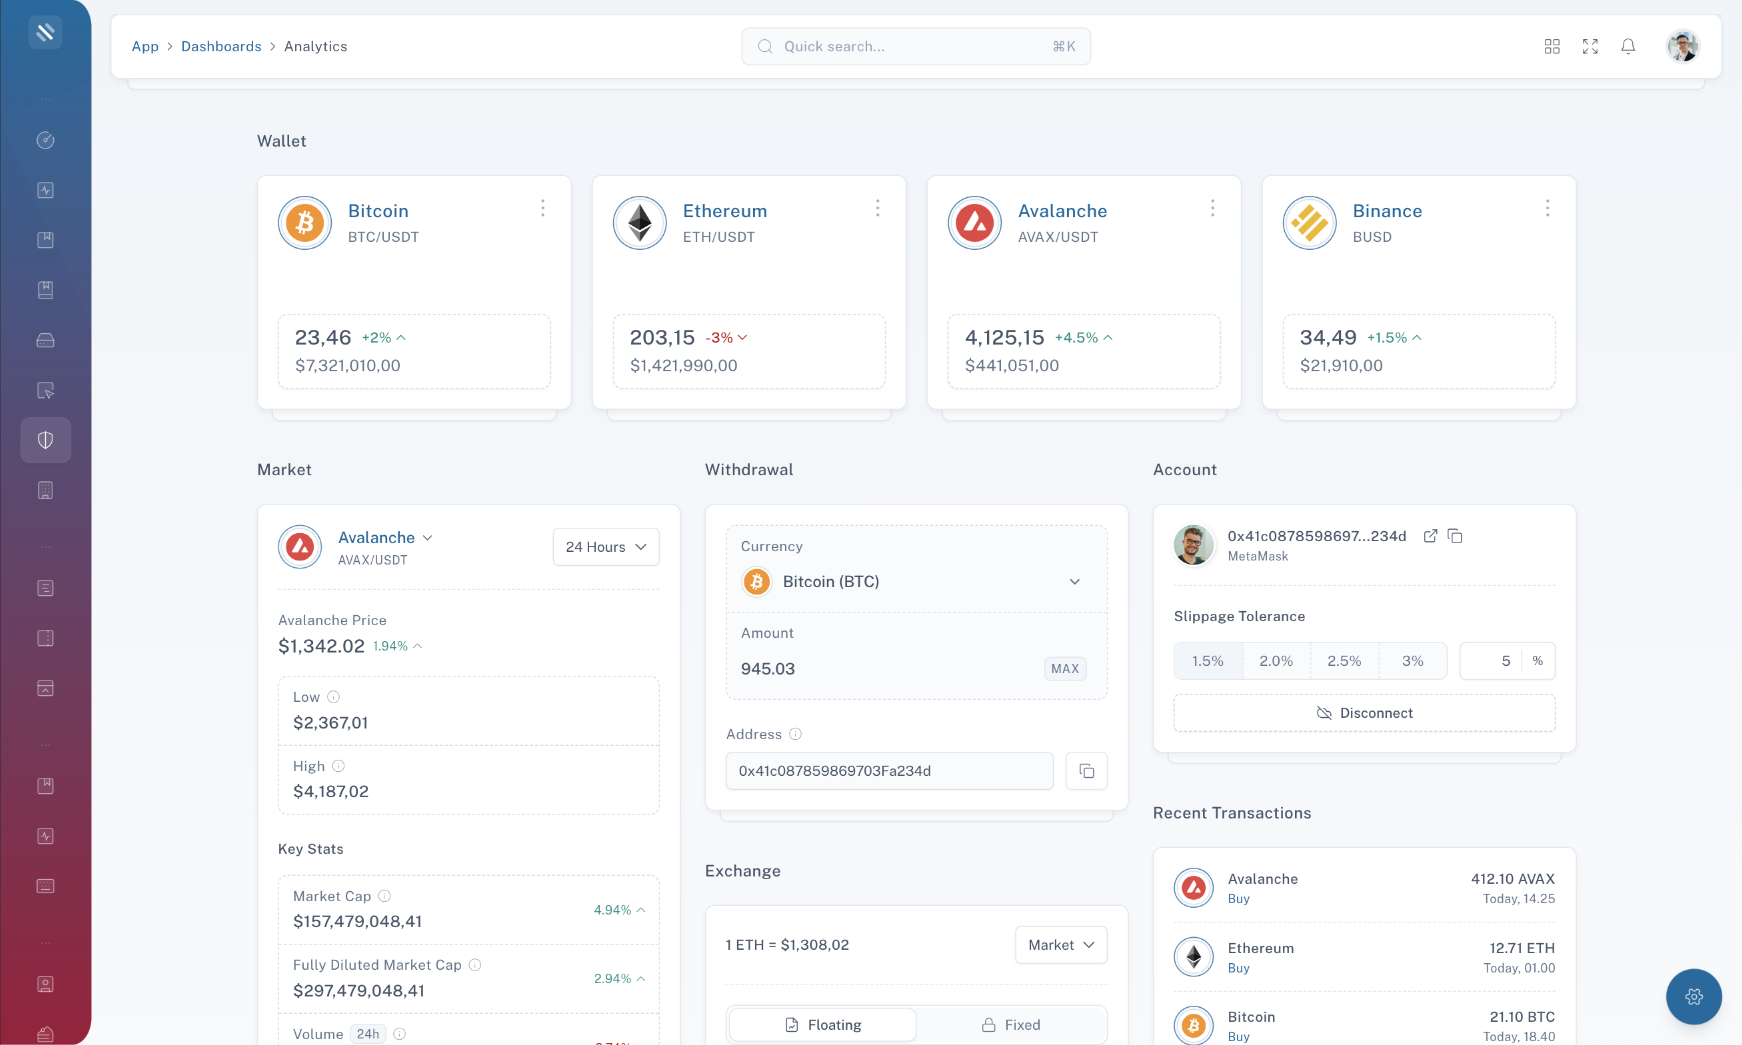 App > Dashboards > Analytics
Quick search... ⌘K
Wallet
Bitcoin
BTC/USDT
23,46 +2%
$7,321,010,00
Ethereum
ETH/USDT
203,15 -3%
$1,421,990,00
Avalanche
AVAX/USDT
4,125,15 +4.5%
$441,051,00
Binance
BUSD
34,49 +1.5%
$21,910,00
Market
Avalanche
AVAX/USDT
24 Hours
Avalanche Price
$1,342.02 1.94%
Low
$2,367,01
High
$4,187,02
Key Stats
Market Cap
$157,479,048,41
4.94%
Fully Diluted Market Cap
$297,479,048,41
2.94%
Volume 24h
Withdrawal
Currency
Bitcoin (BTC)
Amount
945.03 MAX
Address
0x41c087859869703Fa234d
Exchange
1 ETH = $1,308,02
Market
Floating Fixed
Account
0x41c0878598697...234d
MetaMask
Slippage Tolerance
1.5% 2.0% 2.5% 3% 5 %
Disconnect
Recent Transactions
Avalanche 412.10 AVAX
Buy Today, 14.25
Ethereum 12.71 ETH
Buy Today, 01.00
Bitcoin 21.10 BTC
Buy Today, 18.40